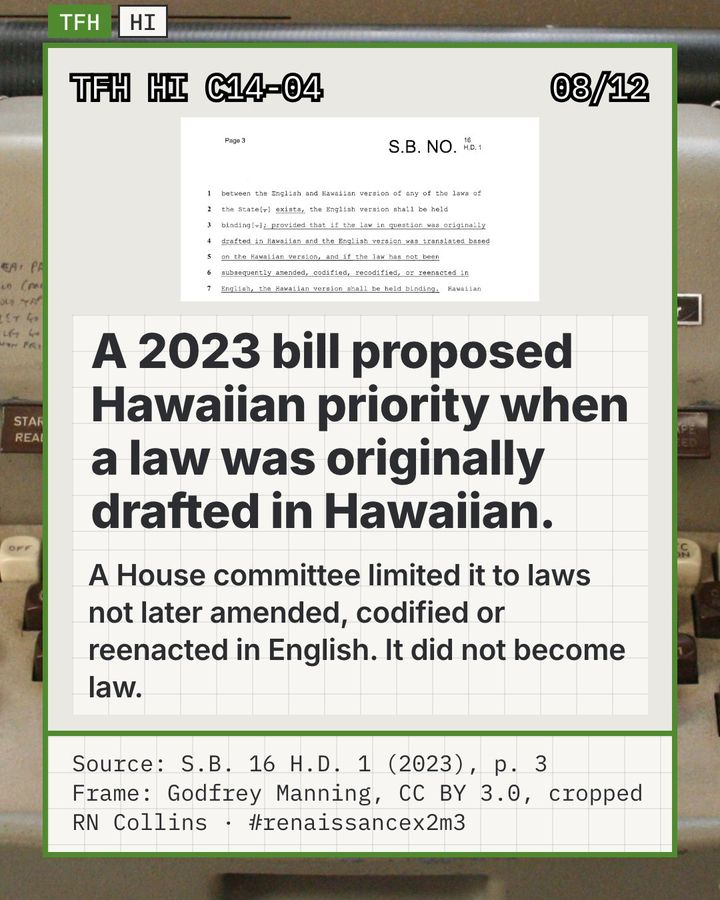 TFH HI
TFH HI C14-04
08/12
Page 3
S.B. NO. 16
H.D. 1
1 between the English and Hawaiian version of any of the laws of
2 the State[,] exists, the English version shall be held
3 binding[.]; provided that if the law in question was originally
4 drafted in Hawaiian and the English version was translated based
5 on the Hawaiian version, and if the law has not been
6 subsequently amended, codified, recodified, or reenacted in
7 English, the Hawaiian version shall be held binding. Hawaiian
A 2023 bill proposed
Hawaiian priority when
a law was originally
drafted in Hawaiian.
A House committee limited it to laws
not later amended, codified or
reenacted in English. It did not become
law.
Source: S.B. 16 H.D. 1 (2023), p. 3
Frame: Godfrey Manning, CC BY 3.0, cropped
RN Collins · #renaissancex2m3
OFF